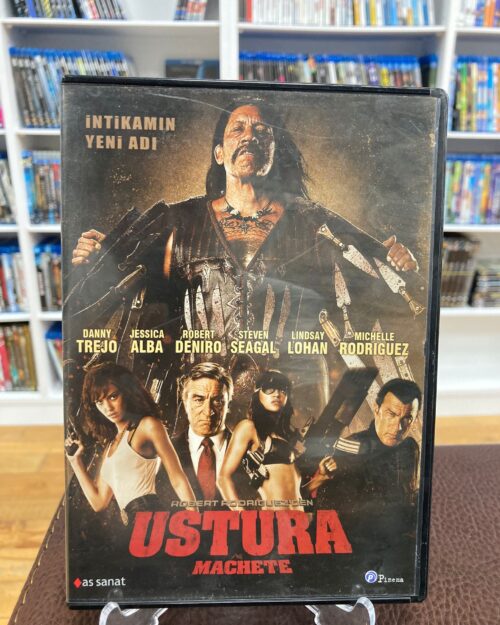 İNTİKAMIN
YENİ ADI
DANNY TREJO JESSICA ALBA ROBERT DENIRO STEVEN SEAGAL LINDSAY LOHAN MICHELLE RODRIGUEZ
ROBERT RODRIGUEZ'DEN
USTURA
MACHETE
as sanat
P Pinema